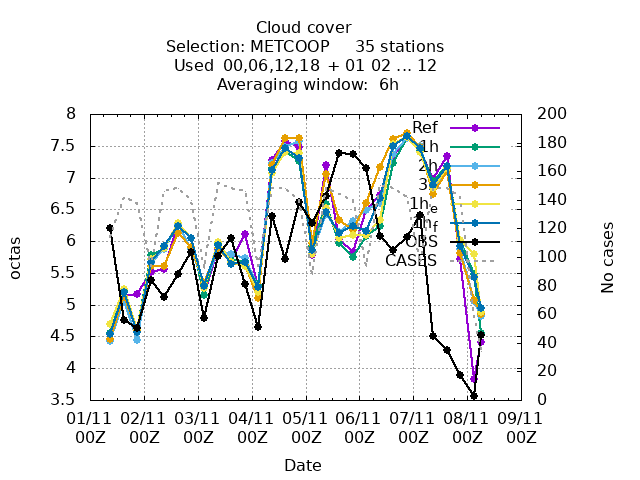 Cloud cover
Selection: METCOOP 35 stations
Used 00,06,12,18 + 01 02 ... 12
Averaging window: 6h
8
7.5
7
6.5
6
5.5
5
4.5
4
3.5
octas
200
180
160
140
120
100
80
60
40
20
0
No cases
Ref
1h
2h
3
1he
1hf
OBS
CASES
01/11 02/11 03/11 04/11 05/11 06/11 07/11 08/11 09/11
00Z 00Z 00Z 00Z 00Z 00Z 00Z 00Z 00Z
Date